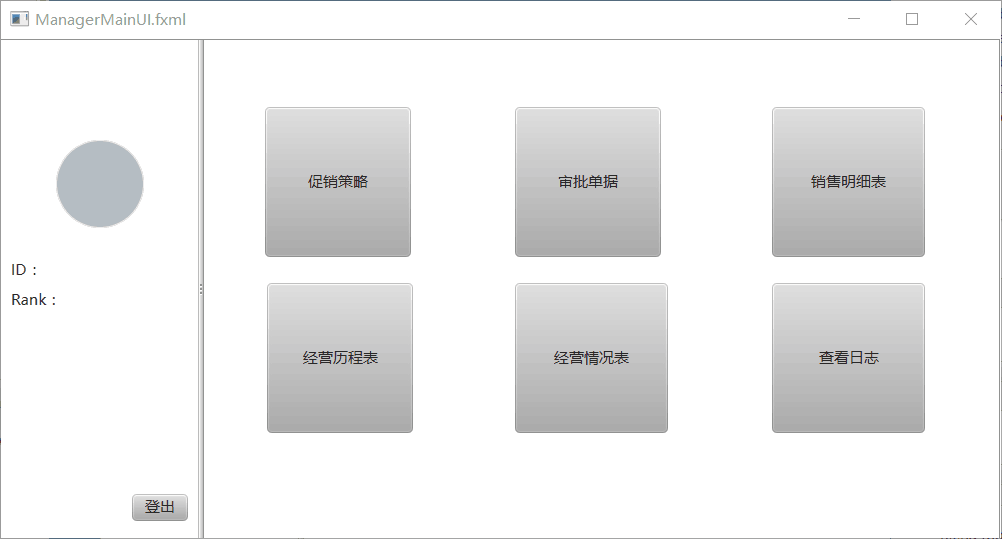 ManagerMainUI.fxml
促销策略
审批单据
销售明细表
ID：
Rank：
经营历程表
经营情况表
查看日志
登出